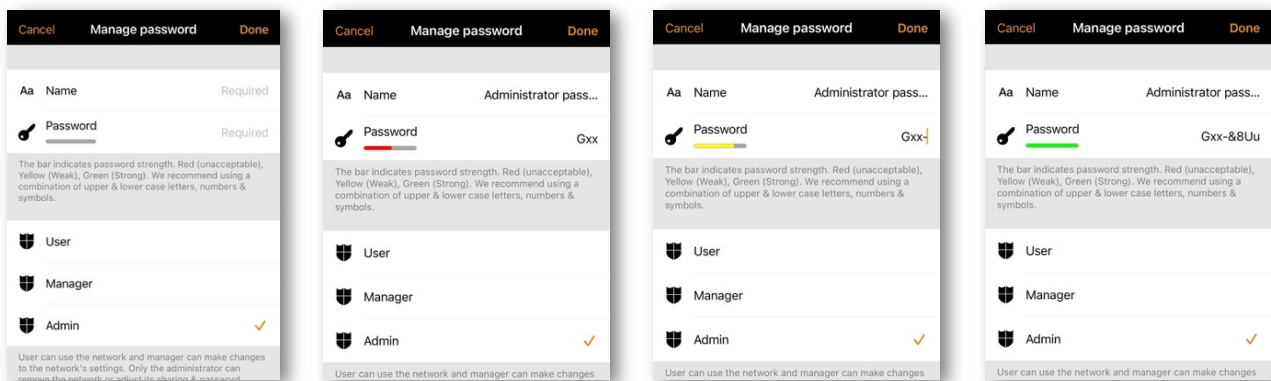 Cancel Manage password Done
Aa Name Required
Password Required
The bar indicates password strength. Red (unacceptable),
Yellow (Weak), Green (Strong). We recommend using a
combination of upper & lower case letters, numbers &
symbols.
User
Manager
Admin
User can use the network and manager can make changes
to the network's settings. Only the administrator can
remove the network or adjust its sharing & password
Cancel Manage password Done
Aa Name Administrator pass...
Password Gxx
The bar indicates password strength. Red (unacceptable),
Yellow (Weak), Green (Strong). We recommend using a
combination of upper & lower case letters, numbers &
symbols.
User
Manager
Admin
User can use the network and manager can make changes
Cancel Manage password Done
Aa Name Administrator pass...
Password Gxx-
The bar indicates password strength. Red (unacceptable),
Yellow (Weak), Green (Strong). We recommend using a
combination of upper & lower case letters, numbers &
symbols.
User
Manager
Admin
User can use the network and manager can make changes
Cancel Manage password Done
Aa Name Administrator pass...
Password Gxx-&8Uu
The bar indicates password strength. Red (unacceptable),
Yellow (Weak), Green (Strong). We recommend using a
combination of upper & lower case letters, numbers &
symbols.
User
Manager
Admin
User can use the network and manager can make changes